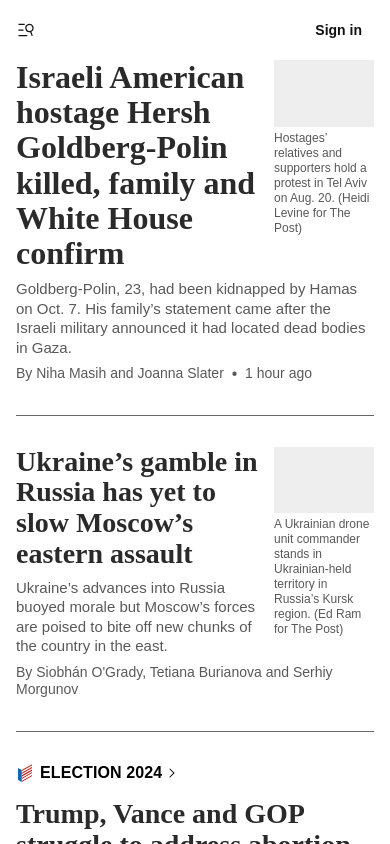 Sign in
Israeli American
hostage Hersh
Goldberg-Polin
killed, family and
White House
confirm
Hostages’
relatives and
supporters hold a
protest in Tel Aviv
on Aug. 20. (Heidi
Levine for The
Post)
Goldberg-Polin, 23, had been kidnapped by Hamas
on Oct. 7. His family’s statement came after the
Israeli military announced it had located dead bodies
in Gaza.
By Niha Masih and Joanna Slater • 1 hour ago
Ukraine’s gamble in
Russia has yet to
slow Moscow’s
eastern assault
A Ukrainian drone
unit commander
stands in
Ukrainian-held
territory in
Russia’s Kursk
region. (Ed Ram
for The Post)
Ukraine’s advances into Russia
buoyed morale but Moscow’s forces
are poised to bite off new chunks of
the country in the east.
By Siobhán O'Grady, Tetiana Burianova and Serhiy
Morgunov
ELECTION 2024
Trump, Vance and GOP
struggle to address abortion